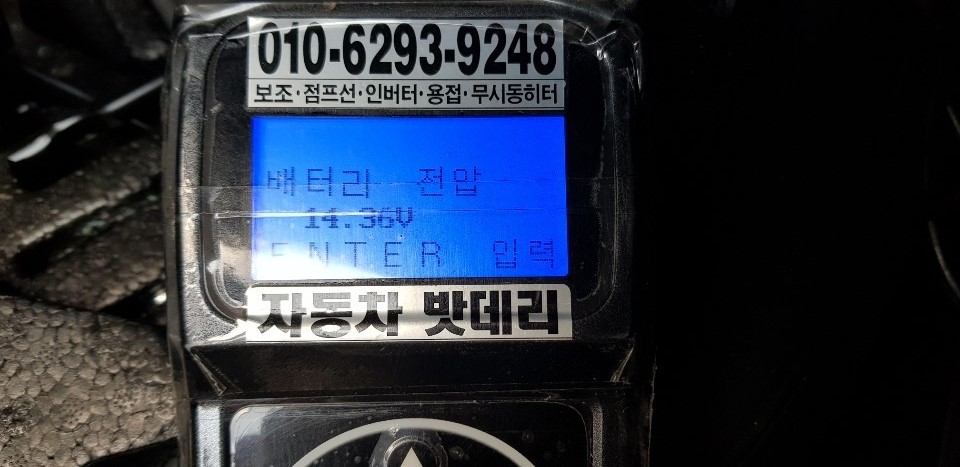 010-6293-9248
보조·점프선·인버터·용접·무시동히터
배터리 전압
14.36V
ENTER 입력
자동차 밧데리